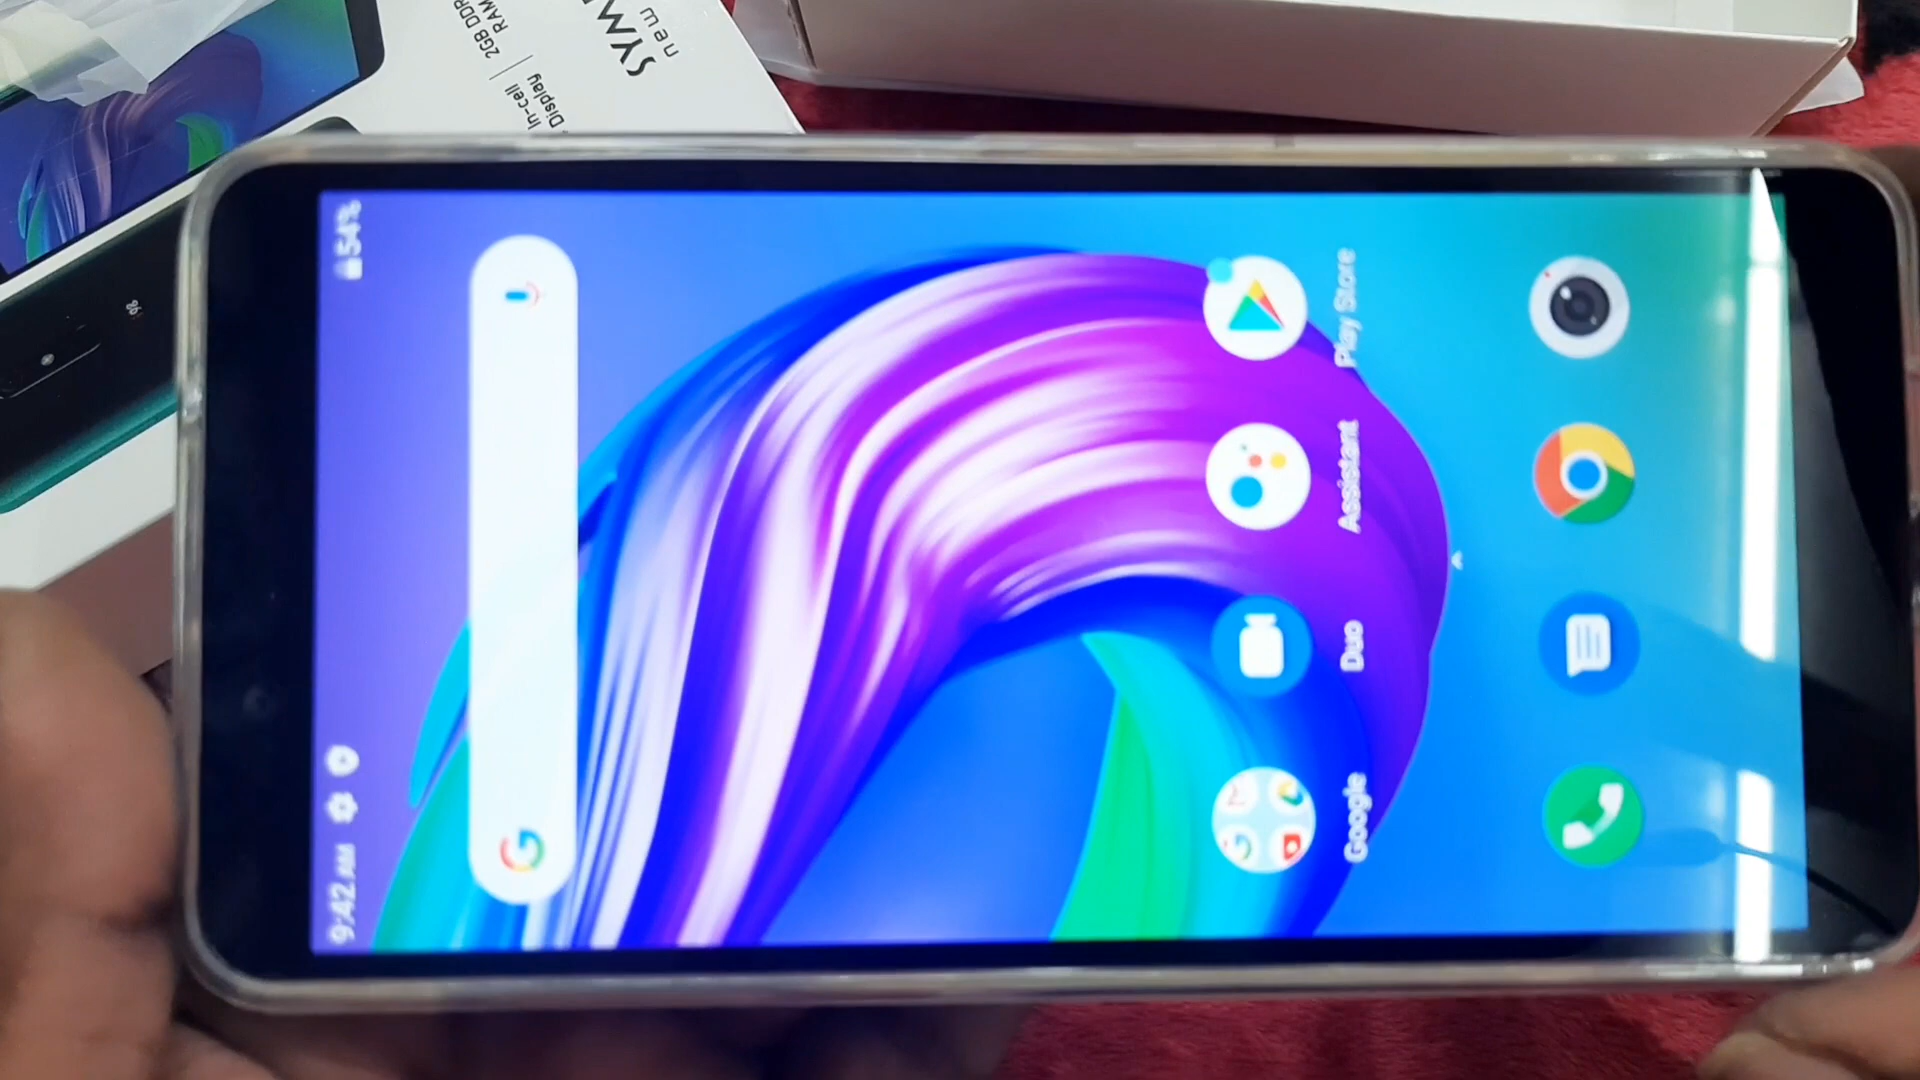 SYM
new
2GB DDR
RAM
In-cell
Display
9:42 AM
54%
Google
Duo
Assistant
Play Store